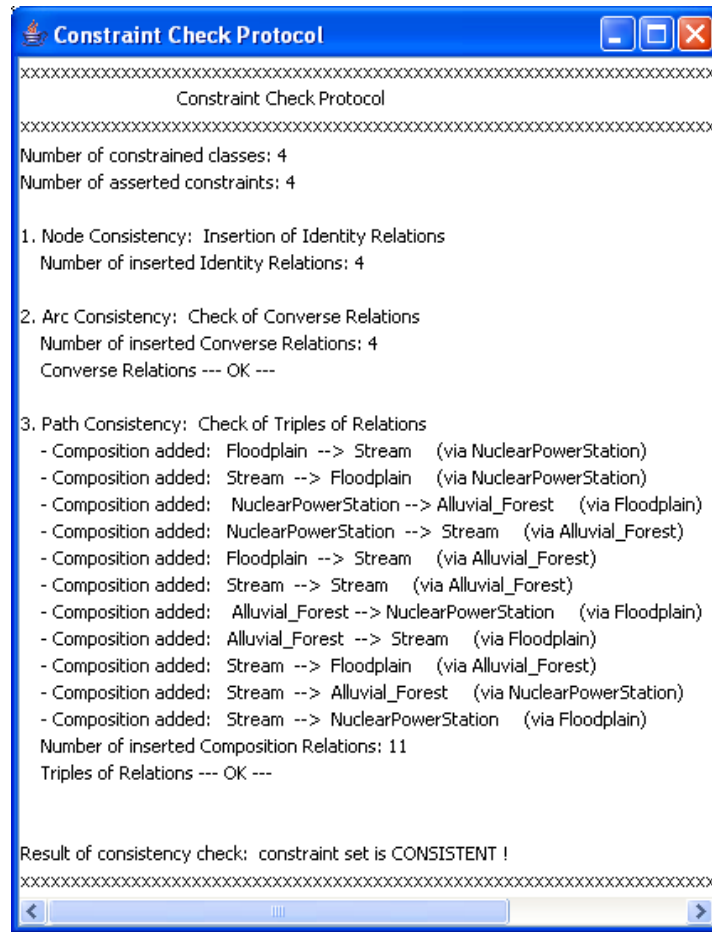 Constraint Check Protocol
xxxxxxxxxxxxxxxxxxxxxxxxxxxxxxxxxxxxxxxxxxxxxxxxxxxxxxxxxxxxxxxxxxxxx
Constraint Check Protocol
xxxxxxxxxxxxxxxxxxxxxxxxxxxxxxxxxxxxxxxxxxxxxxxxxxxxxxxxxxxxxxxxxxxxx
Number of constrained classes: 4
Number of asserted constraints: 4
1. Node Consistency: Insertion of Identity Relations
Number of inserted Identity Relations: 4
2. Arc Consistency: Check of Converse Relations
Number of inserted Converse Relations: 4
Converse Relations --- OK ---
3. Path Consistency: Check of Triples of Relations
- Composition added: Floodplain --> Stream (via NuclearPowerStation)
- Composition added: Stream --> Floodplain (via NuclearPowerStation)
- Composition added: NuclearPowerStation --> Alluvial_Forest (via Floodplain)
- Composition added: NuclearPowerStation --> Stream (via Alluvial_Forest)
- Composition added: Floodplain --> Stream (via Alluvial_Forest)
- Composition added: Stream --> Stream (via Alluvial_Forest)
- Composition added: Alluvial_Forest --> NuclearPowerStation (via Floodplain)
- Composition added: Alluvial_Forest --> Stream (via Floodplain)
- Composition added: Stream --> Floodplain (via Alluvial_Forest)
- Composition added: Stream --> Alluvial_Forest (via NuclearPowerStation)
- Composition added: Stream --> NuclearPowerStation (via Floodplain)
Number of inserted Composition Relations: 11
Triples of Relations --- OK ---
Result of consistency check: constraint set is CONSISTENT !
xxxxxxxxxxxxxxxxxxxxxxxxxxxxxxxxxxxxxxxxxxxxxxxxxxxxxxxxxxxxxxxxxxxxx